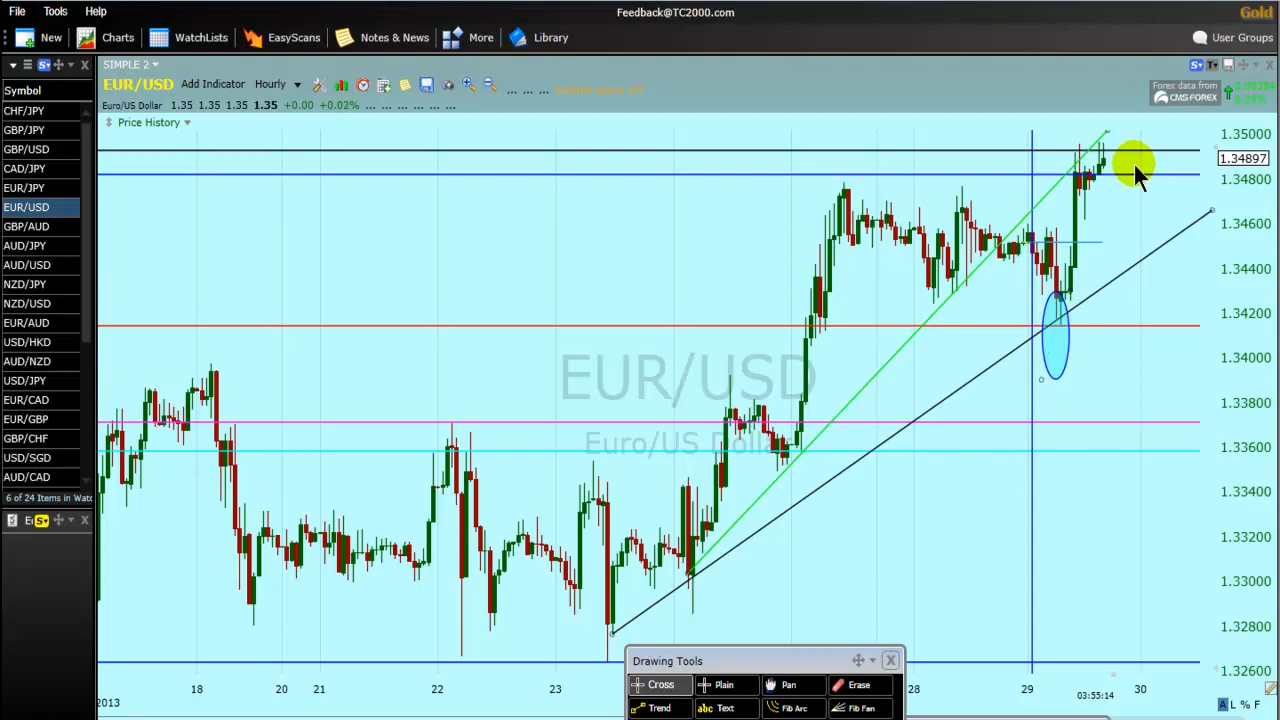 File Tools Help Feedback@TC2000.com Gold
New Charts WatchLists EasyScans Notes & News More Library User Groups
SIMPLE 2
EUR/USD Add Indicator Hourly
Euro/US Dollar 1.35 1.35 1.35 1.35 +0.00 +0.02% ... ... ... ... ...
Forex data from
CMS FOREX
0.26%
Price History
Symbol
CHF/JPY
GBP/JPY
GBP/USD
CAD/JPY
EUR/JPY
EUR/USD
GBP/AUD
AUD/JPY
AUD/USD
NZD/JPY
NZD/USD
EUR/AUD
USD/HKD
AUD/NZD
USD/JPY
EUR/CAD
EUR/GBP
GBP/CHF
USD/SGD
AUD/CAD
6 of 24 Items in Watc
EUR/USD
Euro/US Dollar
1.35000
1.34897
1.34800
1.34600
1.34400
1.34200
1.34000
1.33800
1.33600
1.33400
1.33200
1.33000
1.32800
1.32600
Drawing Tools X
Cross Plain Pan Erase
Trend abc Text Fib Arc Fib Fan
18 20 21 22 23 28 29 30
03:55:14
2013
A L % F